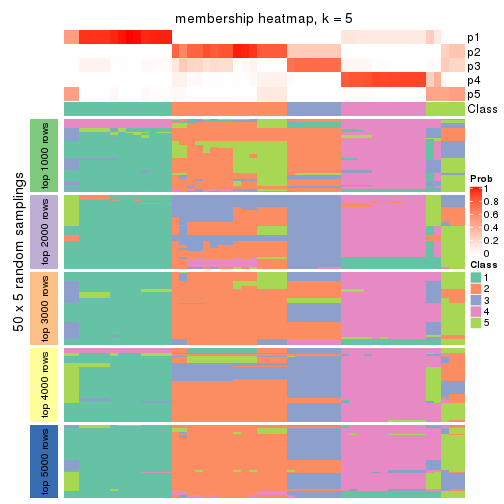 membership heatmap, k = 5
p1
p2
p3
p4
p5
Class
50 x 5 random samplings
top 1000 rows
top 2000 rows
top 3000 rows
top 4000 rows
top 5000 rows
Prob
1
0.8
0.6
0.4
0.2
0
Class
1
2
3
4
5